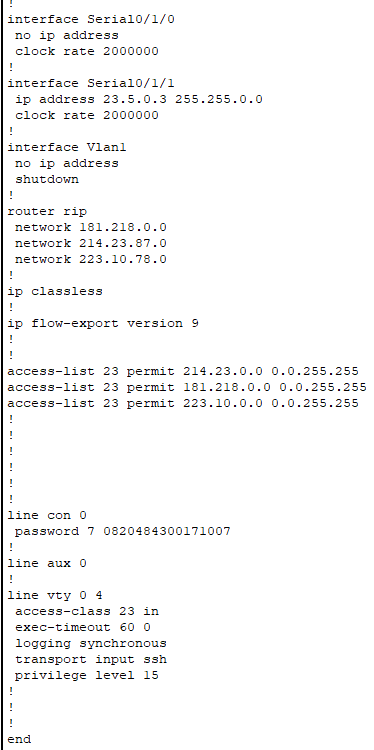 !
interface Serial0/1/0
 no ip address
 clock rate 2000000
!
interface Serial0/1/1
 ip address 23.5.0.3 255.255.0.0
 clock rate 2000000
!
interface Vlan1
 no ip address
 shutdown
!
router rip
 network 181.218.0.0
 network 214.23.87.0
 network 223.10.78.0
!
ip classless
!
ip flow-export version 9
!
!
access-list 23 permit 214.23.0.0 0.0.255.255
access-list 23 permit 181.218.0.0 0.0.255.255
access-list 23 permit 223.10.0.0 0.0.255.255
!
!
!
!
!
!
line con 0
 password 7 0820484300171007
!
line aux 0
!
line vty 0 4
 access-class 23 in
 exec-timeout 60 0
 logging synchronous
 transport input ssh
 privilege level 15
!
!
!
end